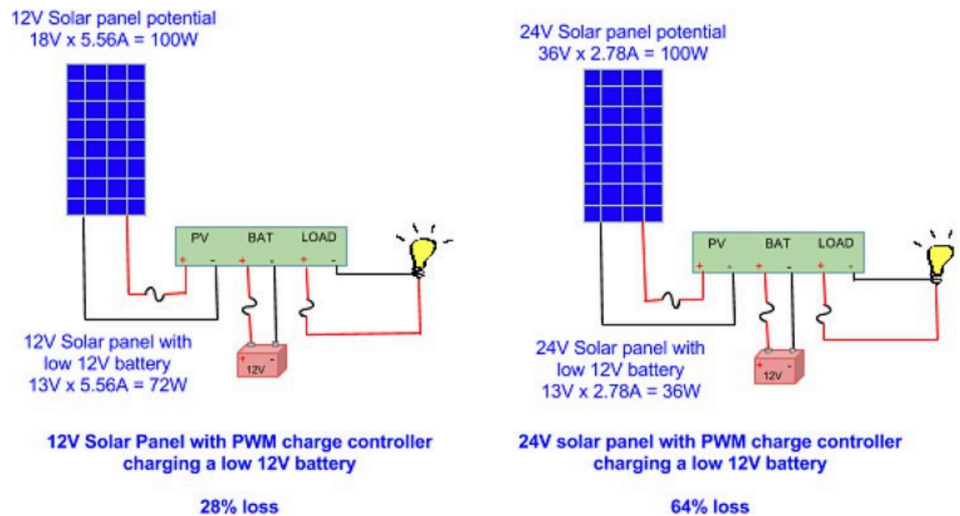 12V Solar panel potential
18V x 5.56A = 100W
PV BAT LOAD
+ - + - + -
+ -
12V
12V Solar panel with
low 12V battery
13V x 5.56A = 72W
12V Solar Panel with PWM charge controller
charging a low 12V battery
28% loss
24V Solar panel potential
36V x 2.78A = 100W
PV BAT LOAD
+ - + - + -
+ -
12V
24V Solar panel with
low 12V battery
13V x 2.78A = 36W
24V solar panel with PWM charge controller
charging a low 12V battery
64% loss